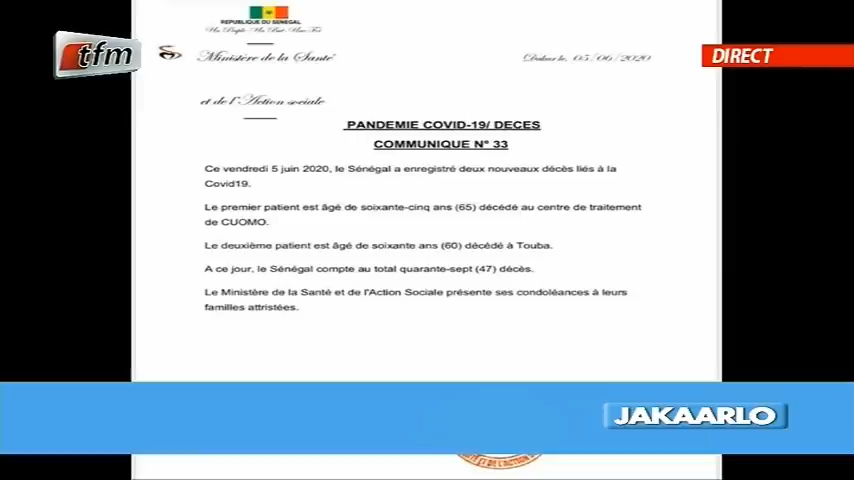 REPUBLIQUE DU SENEGAL
Un Peuple - Un But - Une Foi
tfm
Ministère de la Santé
Dakar le, 05/06/2020
DIRECT
et de l'Action sociale
PANDEMIE COVID-19/ DECES
COMMUNIQUE N° 33
Ce vendredi 5 juin 2020, le Sénégal a enregistré deux nouveaux décès liés à la
Covid19.
Le premier patient est âgé de soixante-cinq ans (65) décédé au centre de traitement
de CUOMO.
Le deuxième patient est âgé de soixante ans (60) décédé à Touba.
A ce jour, le Sénégal compte au total quarante-sept (47) décès.
Le Ministère de la Santé et de l'Action Sociale présente ses condoléances à leurs
familles attristées.
JAKAARLO
ET DE L'ACTION